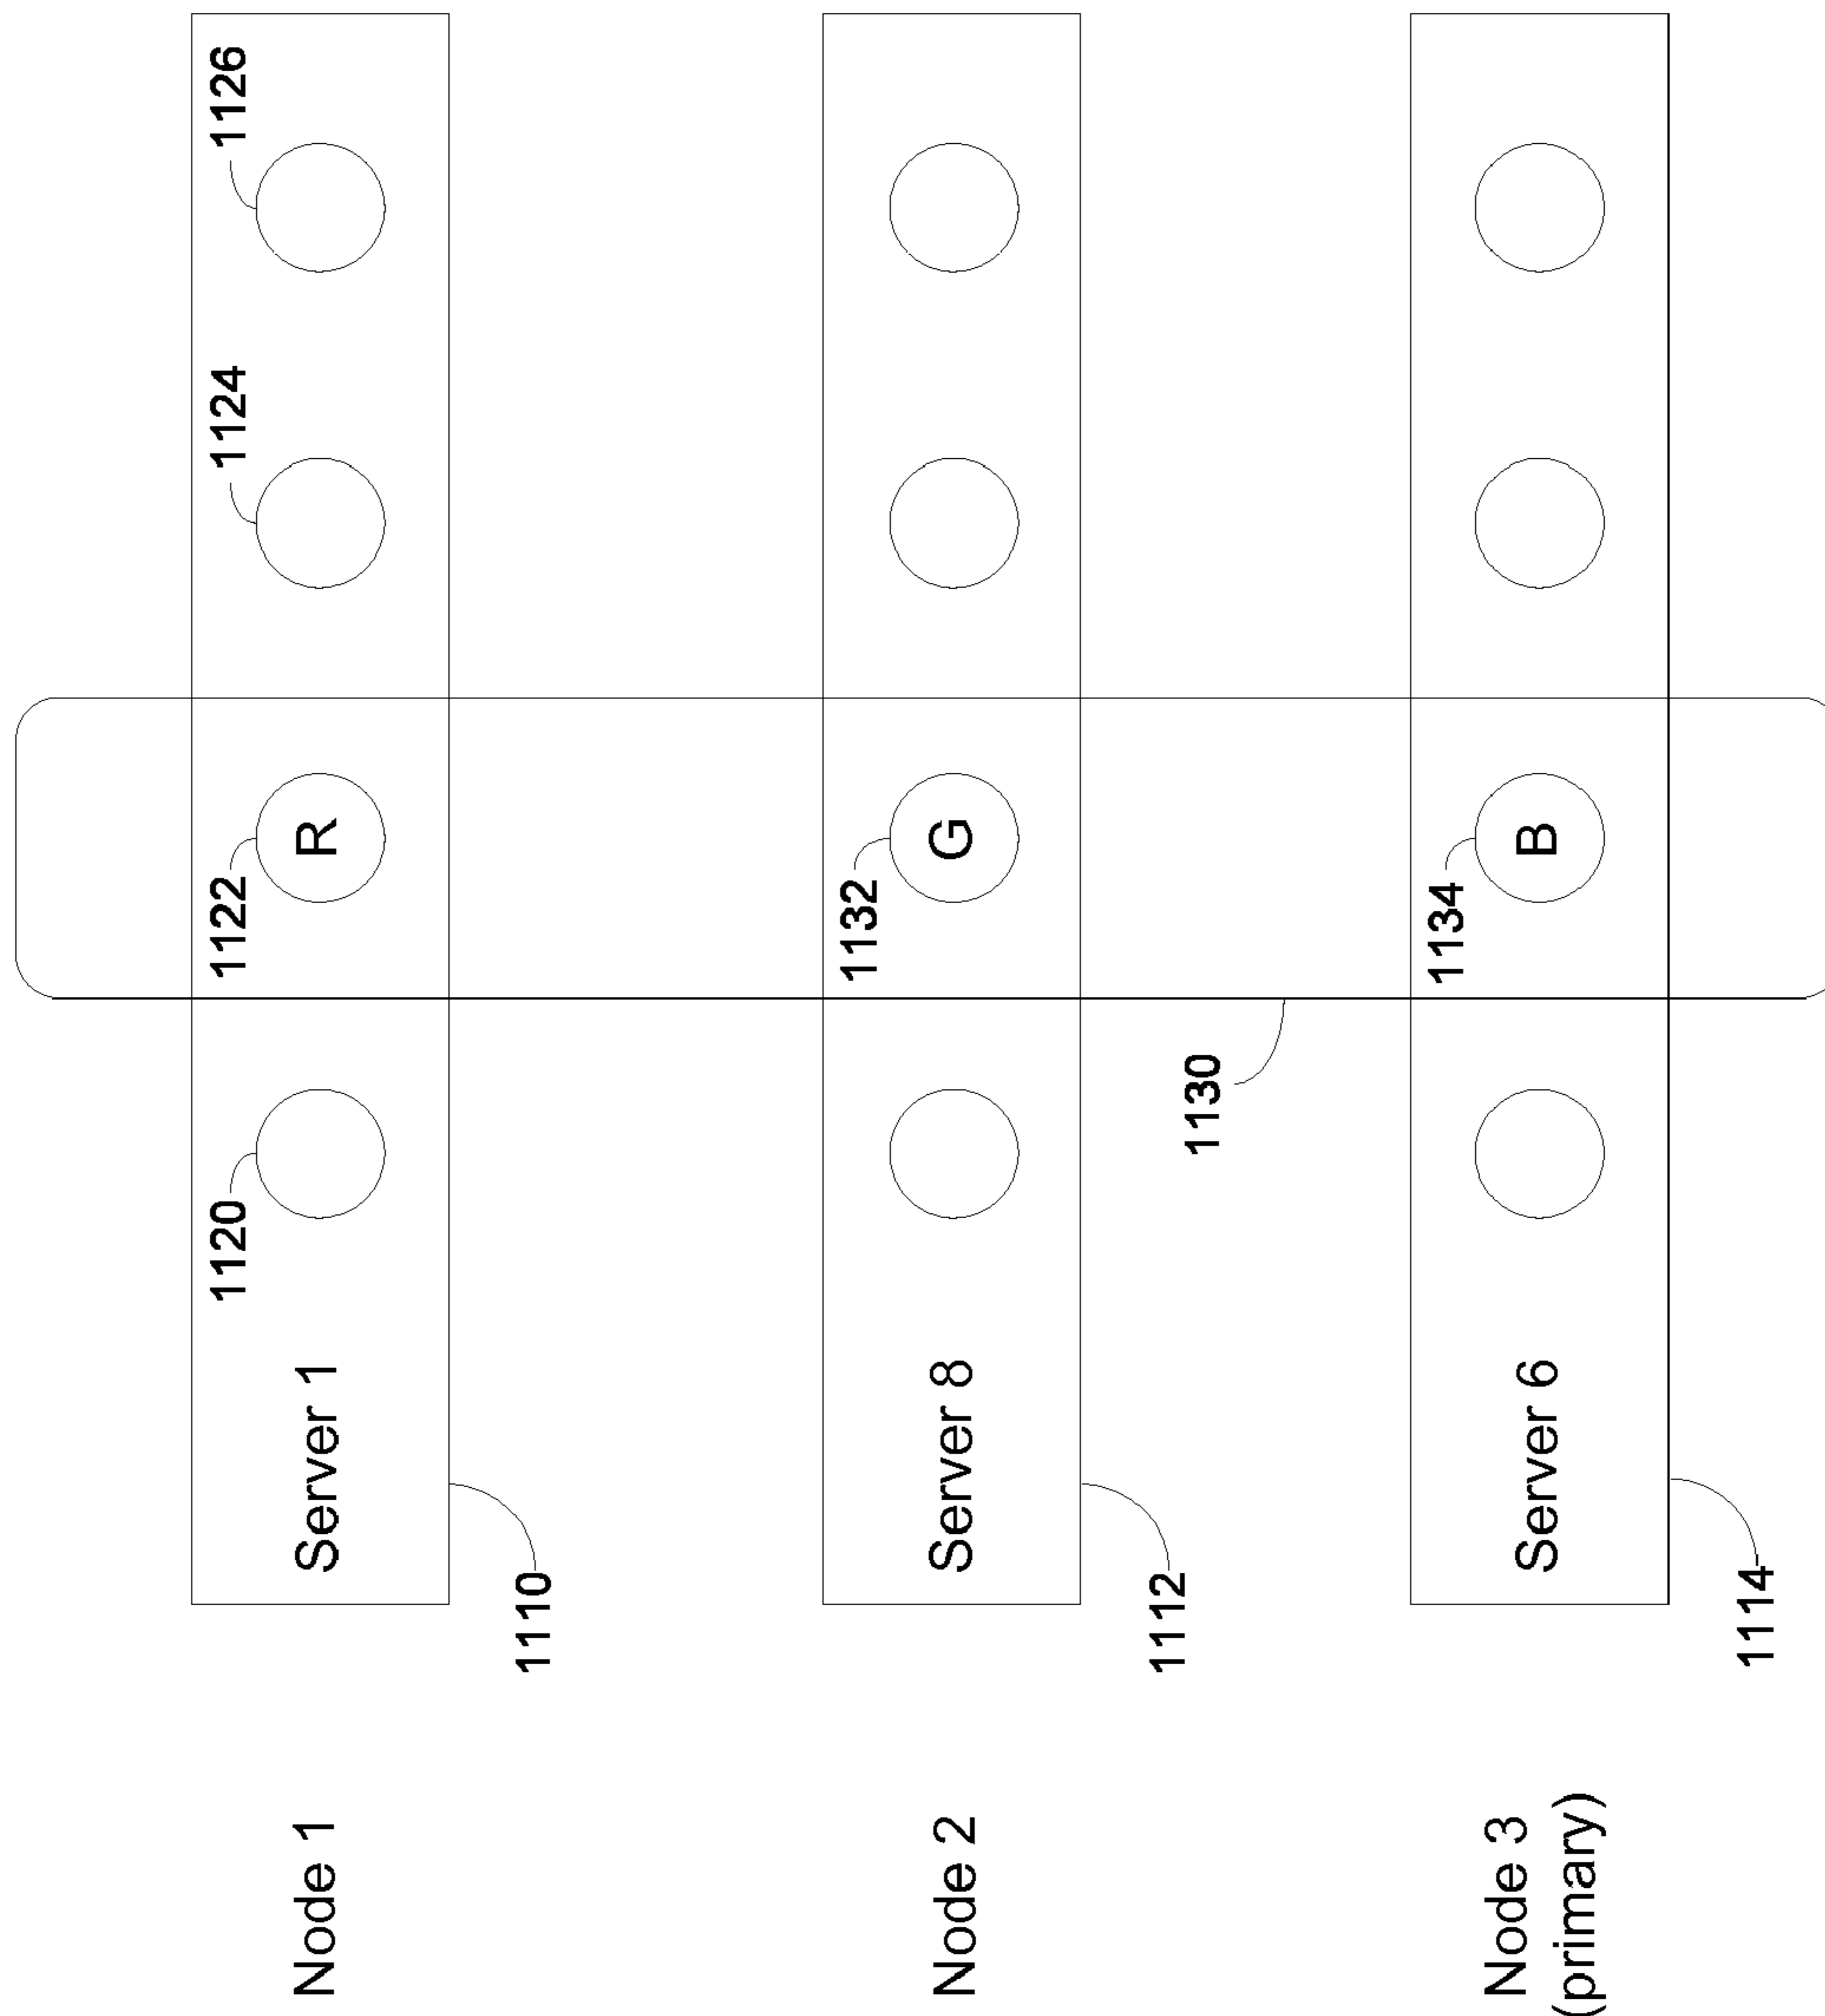 Node 1
Server 1
1110
1120
1122
R
1124
1126
Node 2
Server 8
1112
1132
G
1130
Node 3
(primary)
Server 6
1114
1134
B